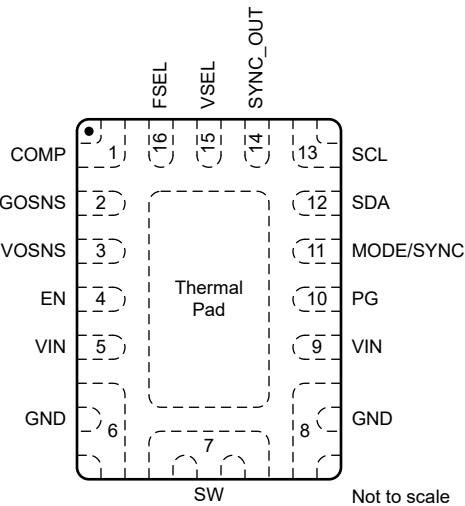 FSEL
VSEL
SYNC_OUT
16
15
14
COMP 1 13 SCL
GOSNS 2 12 SDA
VOSNS 3 11 MODE/SYNC
Thermal
Pad
EN 4 10 PG
VIN 5 9 VIN
GND 6 8 GND
7
SW
Not to scale